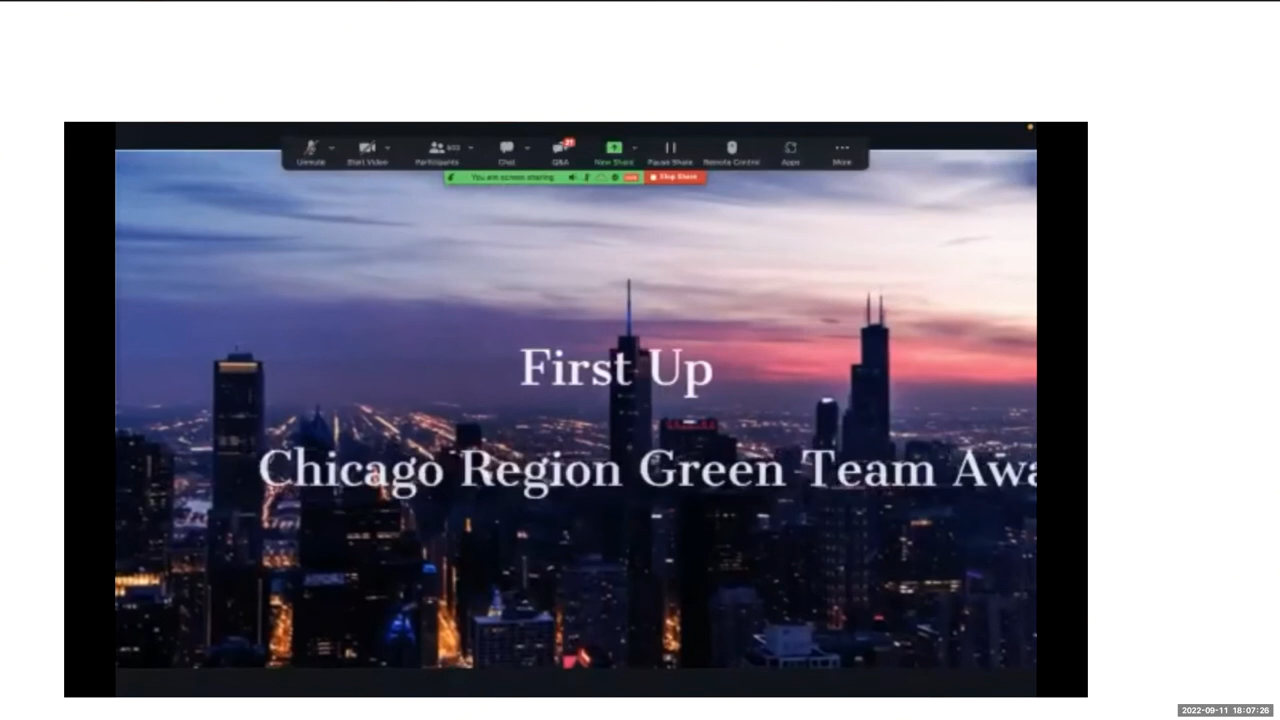 Unmute Start Video Participants Chat Q&A New Share Pause Share Remote Control Apps More
21
You are screen sharing Stop Share
First Up
Chicago Region Green Team Awa
2022-09-11 18:07:26